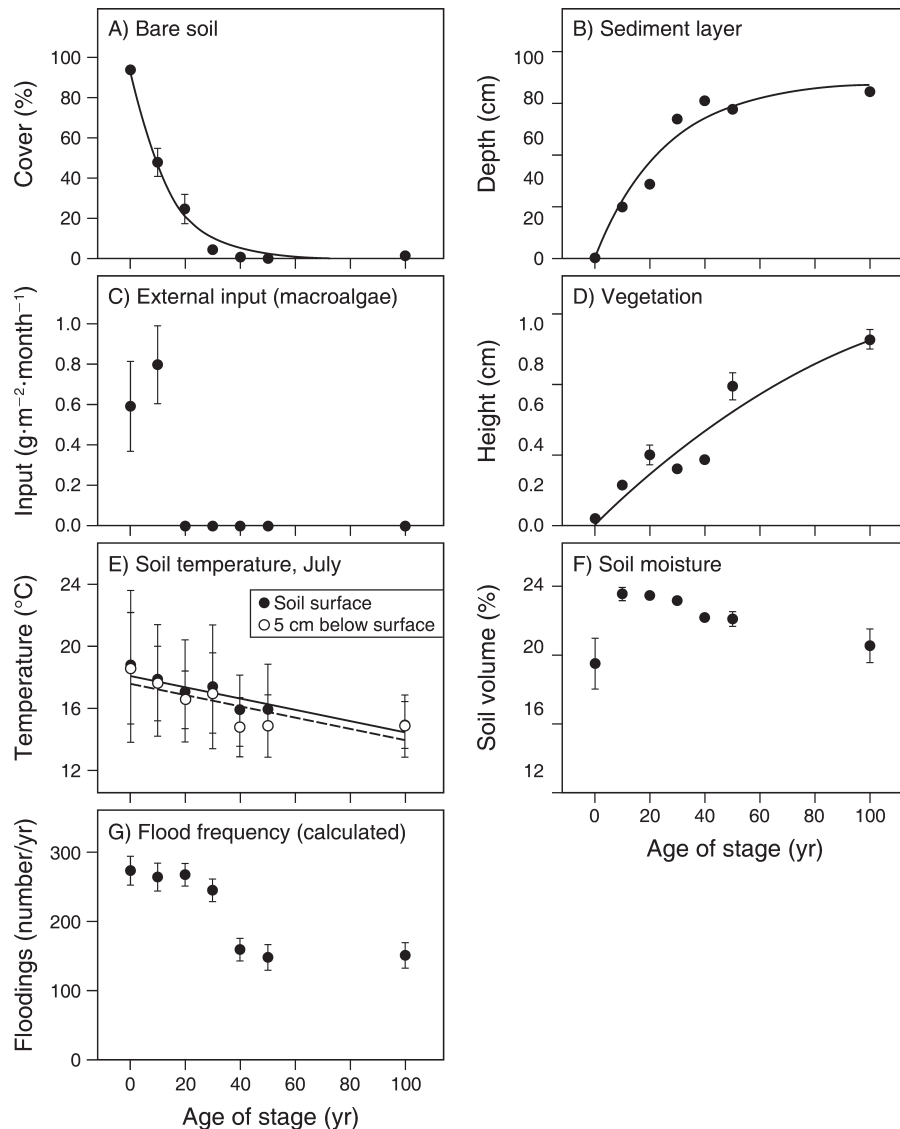 A) Bare soil
100
80
60
40
20
0
Cover (%)
B) Sediment layer
100
80
60
40
20
0
Depth (cm)
C) External input (macroalgae)
1.0
0.8
0.6
0.4
0.2
0.0
Input (g·m⁻²·month⁻¹)
D) Vegetation
1.0
0.8
0.6
0.4
0.2
0.0
Height (cm)
E) Soil temperature, July
Soil surface
5 cm below surface
24
20
16
12
Temperature (°C)
F) Soil moisture
24
20
16
12
Soil volume (%)
0 20 40 60 80 100
Age of stage (yr)
G) Flood frequency (calculated)
300
200
100
0
Floodings (number/yr)
0 20 40 60 80 100
Age of stage (yr)